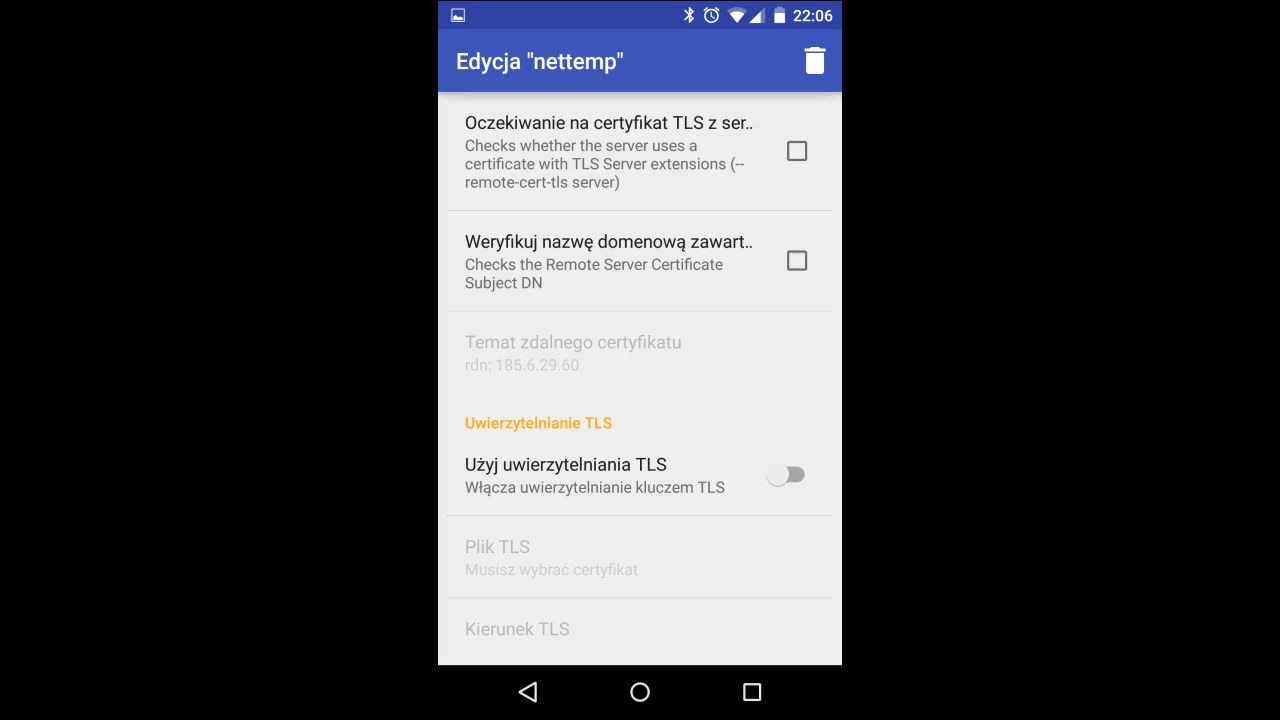 22:06
Edycja "nettemp"
Oczekiwanie na certyfikat TLS z ser..
Checks whether the server uses a
certificate with TLS Server extensions (--
remote-cert-tls server)
Weryfikuj nazwę domenową zawart..
Checks the Remote Server Certificate
Subject DN
Temat zdalnego certyfikatu
rdn: 185.6.29.60
Uwierzytelnianie TLS
Użyj uwierzytelniania TLS
Włącza uwierzytelnianie kluczem TLS
Plik TLS
Musisz wybrać certyfikat
Kierunek TLS